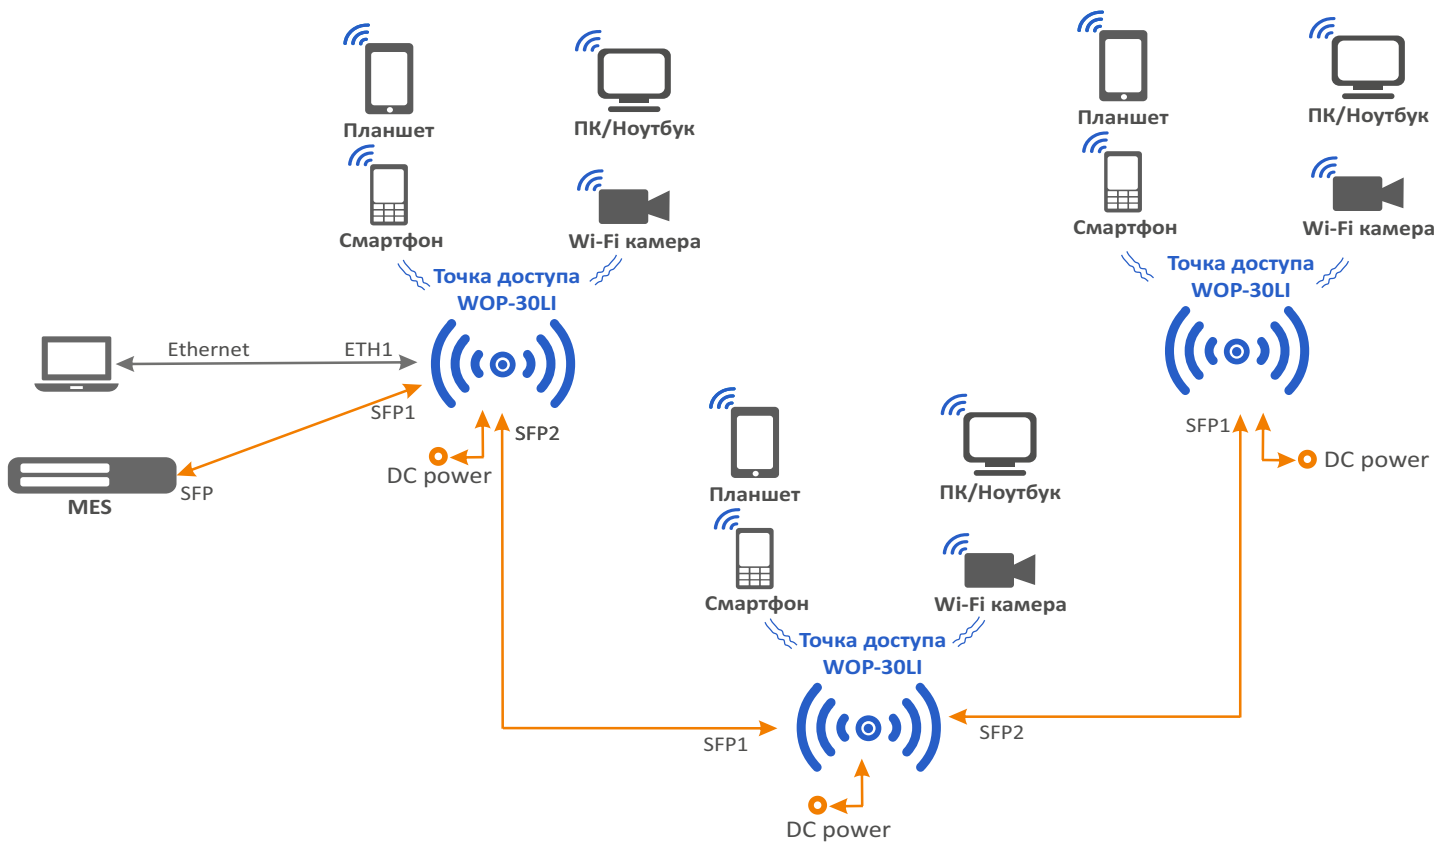 Планшет
ПК/Ноутбук
Смартфон
Wi-Fi камера
Точка доступа
WOP-30LI
Ethernet
ETH1
SFP1
SFP2
DC power
SFP
MES
Планшет
ПК/Ноутбук
Смартфон
Wi-Fi камера
Точка доступа
WOP-30LI
SFP1
SFP2
DC power
Планшет
ПК/Ноутбук
Смартфон
Wi-Fi камера
Точка доступа
WOP-30LI
SFP1
DC power